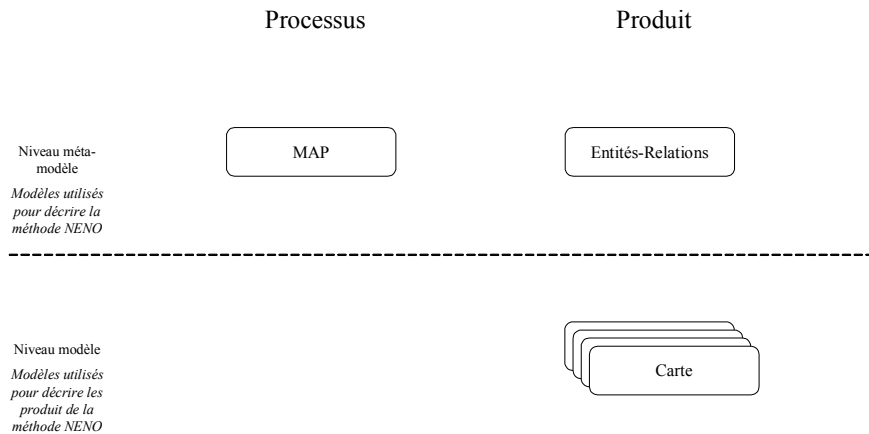 Processus
Produit
Niveau méta-
modèle
Modèles utilisés
pour décrire la
méthode NENO
MAP
Entités-Relations
Niveau modèle
Modèles utilisés
pour décrire les
produit de la
méthode NENO
Carte